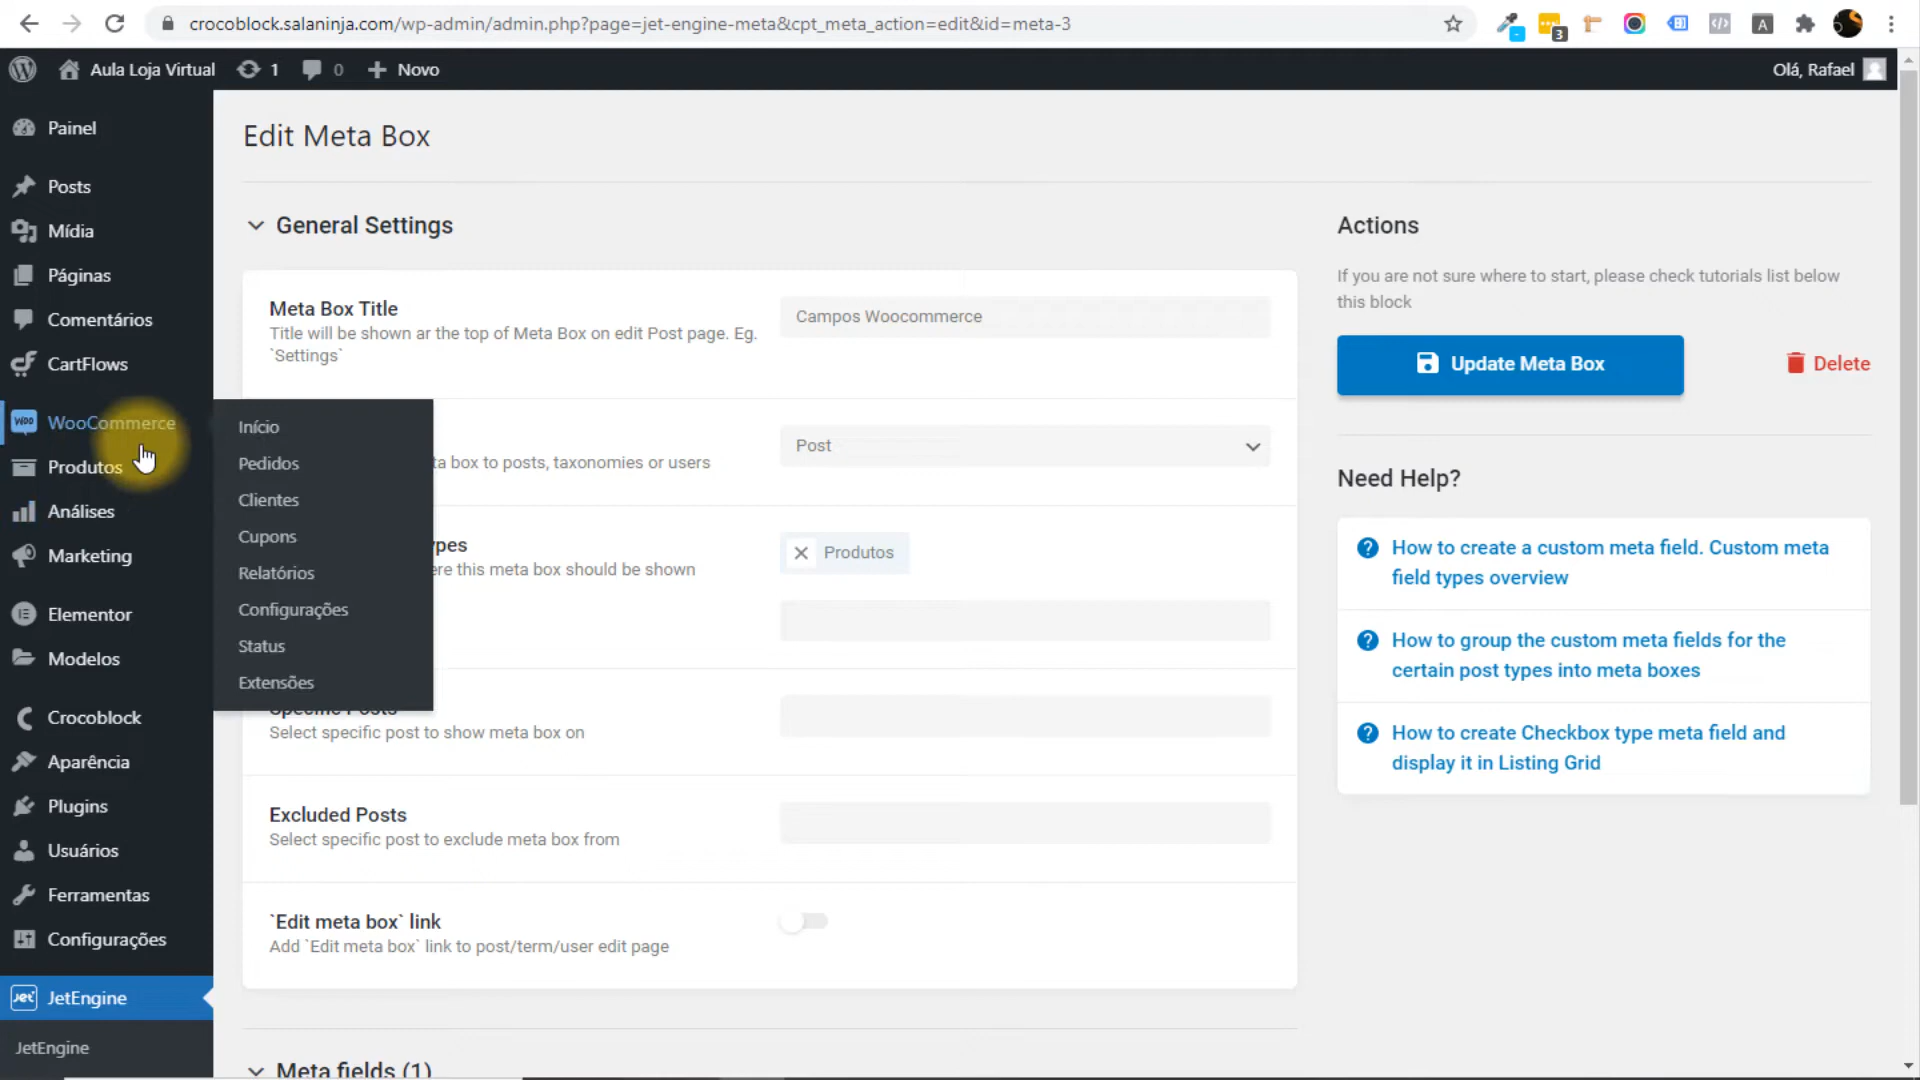 crocoblock.salaninja.com/wp-admin/admin.php?page=jet-engine-meta&cpt_meta_action=edit&id=meta-3
3
A
Aula Loja Virtual
1
0
Novo
Olá, Rafael
Painel
Posts
Mídia
Páginas
Comentários
CartFlows
WooCommerce
Produtos
Análises
Marketing
Elementor
Modelos
Crocoblock
Aparência
Plugins
Usuários
Ferramentas
Configurações
JetEngine
JetEngine
Início
Pedidos
Clientes
Cupons
Relatórios
Configurações
Status
Extensões
Edit Meta Box
General Settings
Meta Box Title
Title will be shown ar the top of Meta Box on edit Post page. Eg.
`Settings`
Campos Woocommerce
ta box to posts, taxonomies or users
Post
ypes
ere this meta box should be shown
Produtos
Specific Posts
Select specific post to show meta box on
Excluded Posts
Select specific post to exclude meta box from
`Edit meta box` link
Add `Edit meta box` link to post/term/user edit page
Meta fields (1)
Actions
If you are not sure where to start, please check tutorials list below
this block
Update Meta Box
Delete
Need Help?
How to create a custom meta field. Custom meta
field types overview
How to group the custom meta fields for the
certain post types into meta boxes
How to create Checkbox type meta field and
display it in Listing Grid